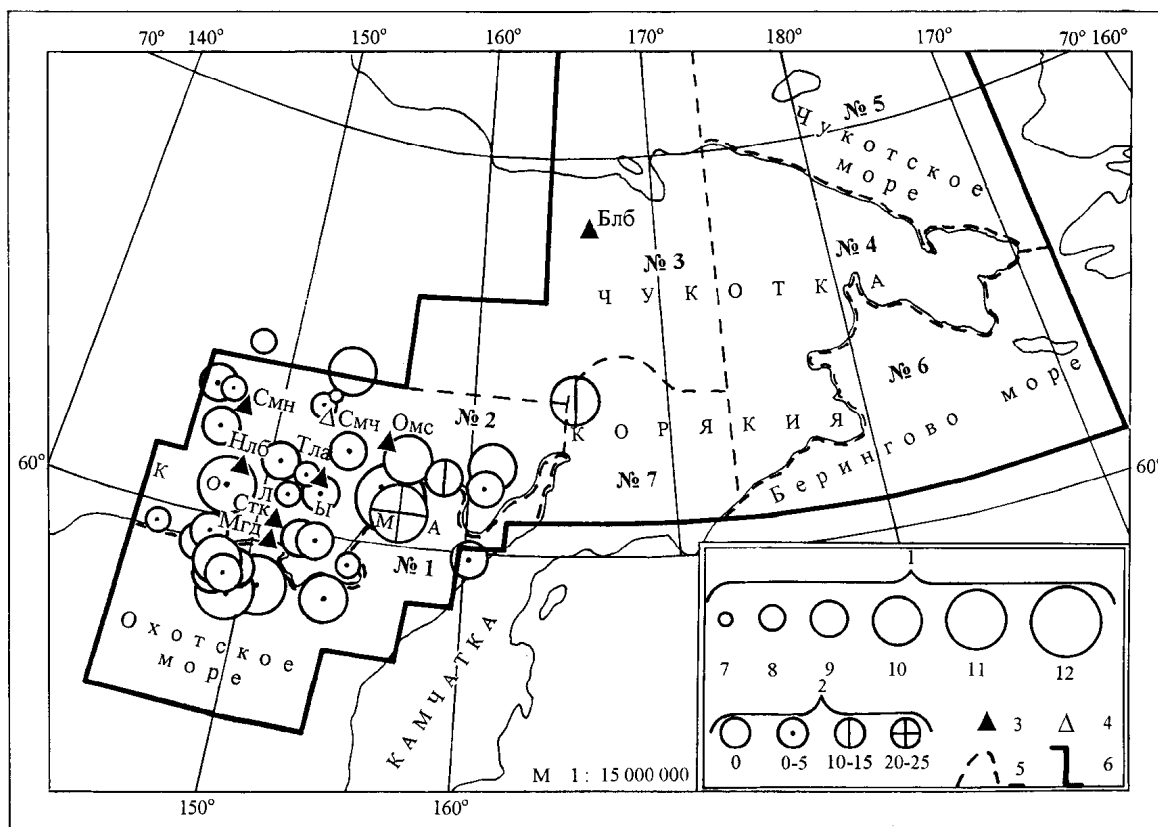 70° 140° 150° 160° 170° 180° 170° 70° 160°
№ 5
Чукотское
море
Блб
№ 3
№ 4
ЧУКОТКА
№ 6
Смн
Смч
Омс
№ 2
КОРЯКИЯ
Берингово море
Нлб
Тла
60°
60°
КОЛЫМА
№ 7
Стк
Мгд
№ 1
Охотское
море
КАМЧАТКА
М 1 : 15 000 000
150° 160°
1
7 8 9 10 11 12
2
0 0-5 10-15 20-25
3 4
5 6